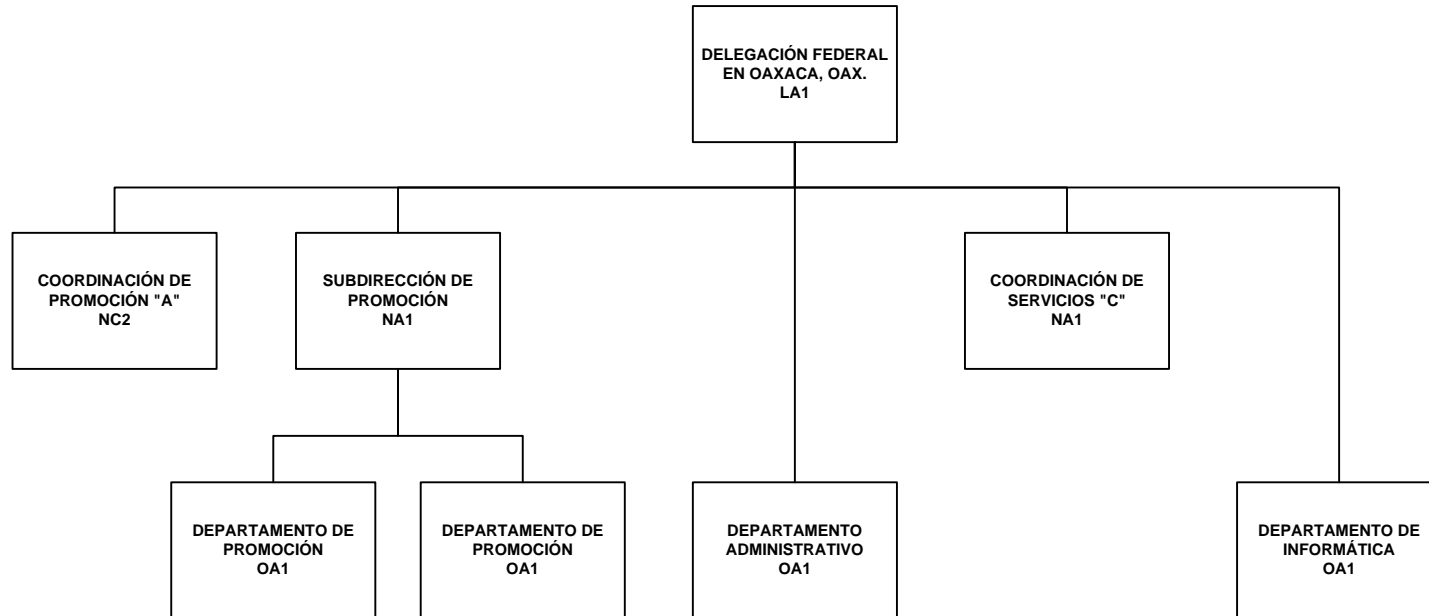 DELEGACIÓN FEDERAL
EN OAXACA, OAX.
LA1
COORDINACIÓN DE
PROMOCIÓN "A"
NC2
SUBDIRECCIÓN DE
PROMOCIÓN
NA1
COORDINACIÓN DE
SERVICIOS "C"
NA1
DEPARTAMENTO DE
PROMOCIÓN
OA1
DEPARTAMENTO DE
PROMOCIÓN
OA1
DEPARTAMENTO
ADMINISTRATIVO
OA1
DEPARTAMENTO DE
INFORMÁTICA
OA1